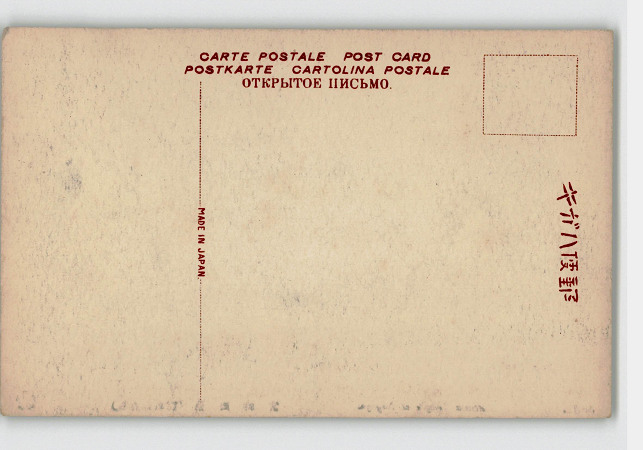 CARTE POSTALE POST CARD
POSTKARTE CARTOLINA POSTALE
ОТКРЫТОЕ ПИСЬМО.
MADE IN JAPAN.
郵便ハガキ